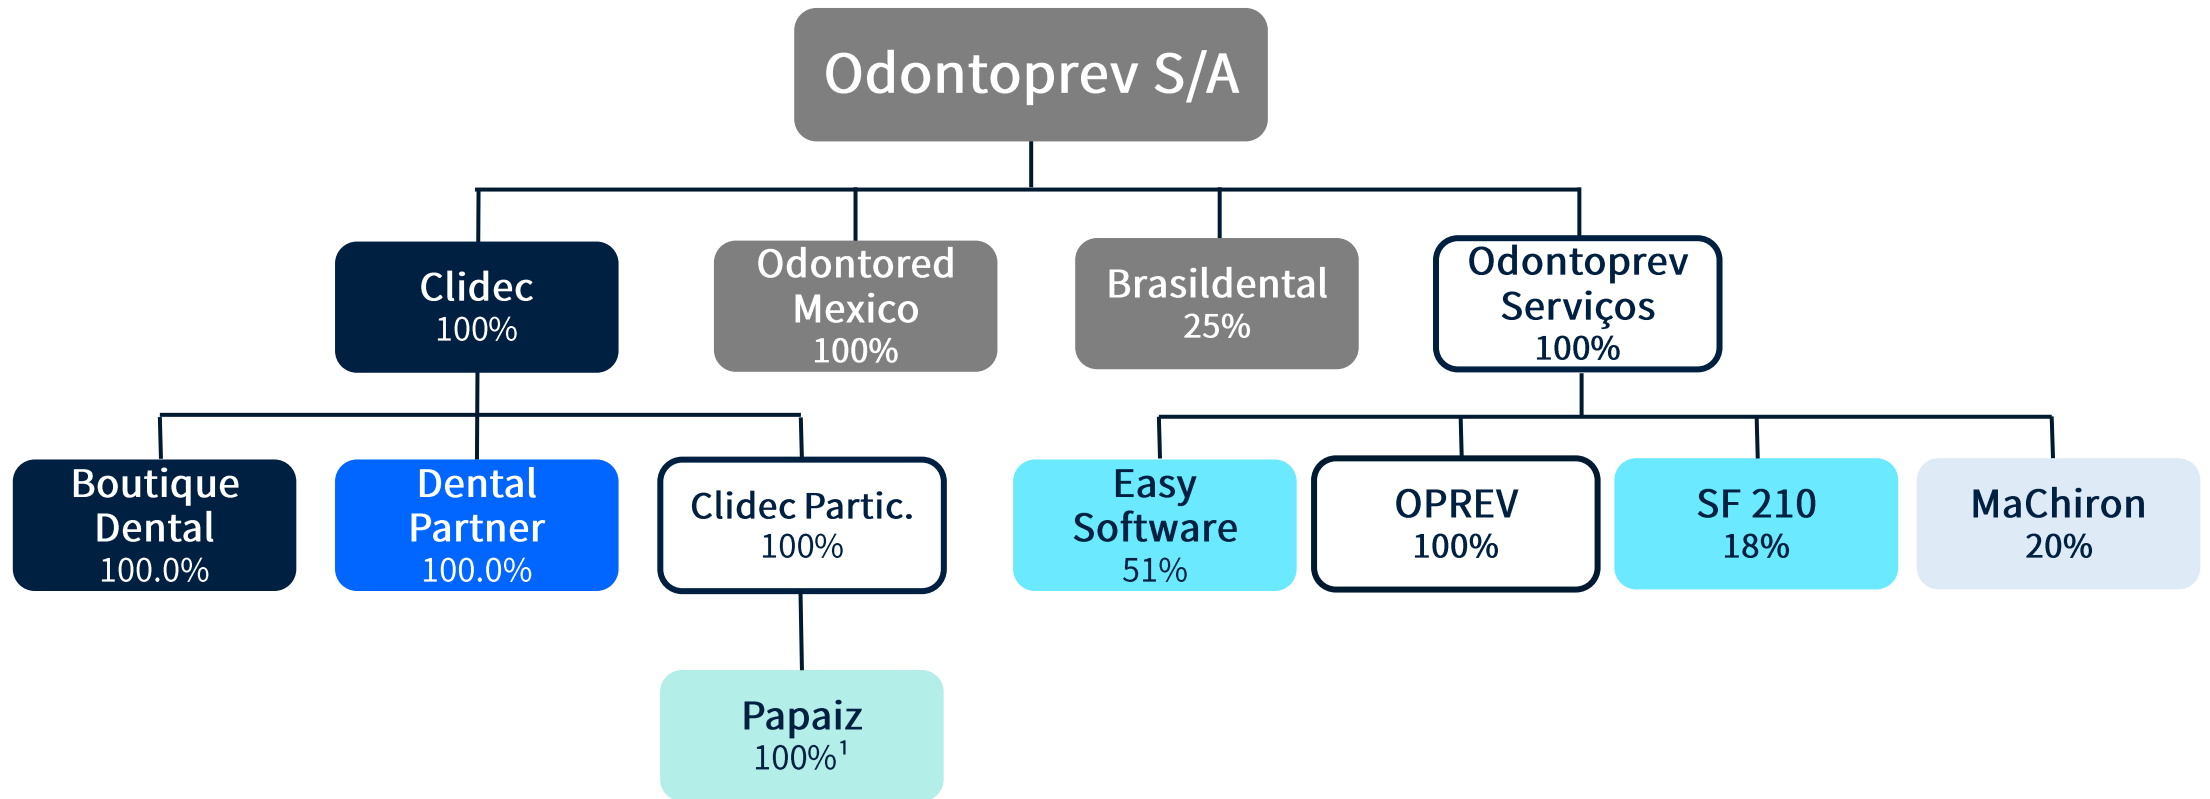 Odontoprev S/A
Clidec
100%
Odontored
Mexico
100%
Brasildental
25%
Odontoprev
Serviços
100%
Boutique
Dental
100.0%
Dental
Partner
100.0%
Clidec Partic.
100%
Easy
Software
51%
OPREV
100%
SF 210
18%
MaChiron
20%
Papaiz
100%¹